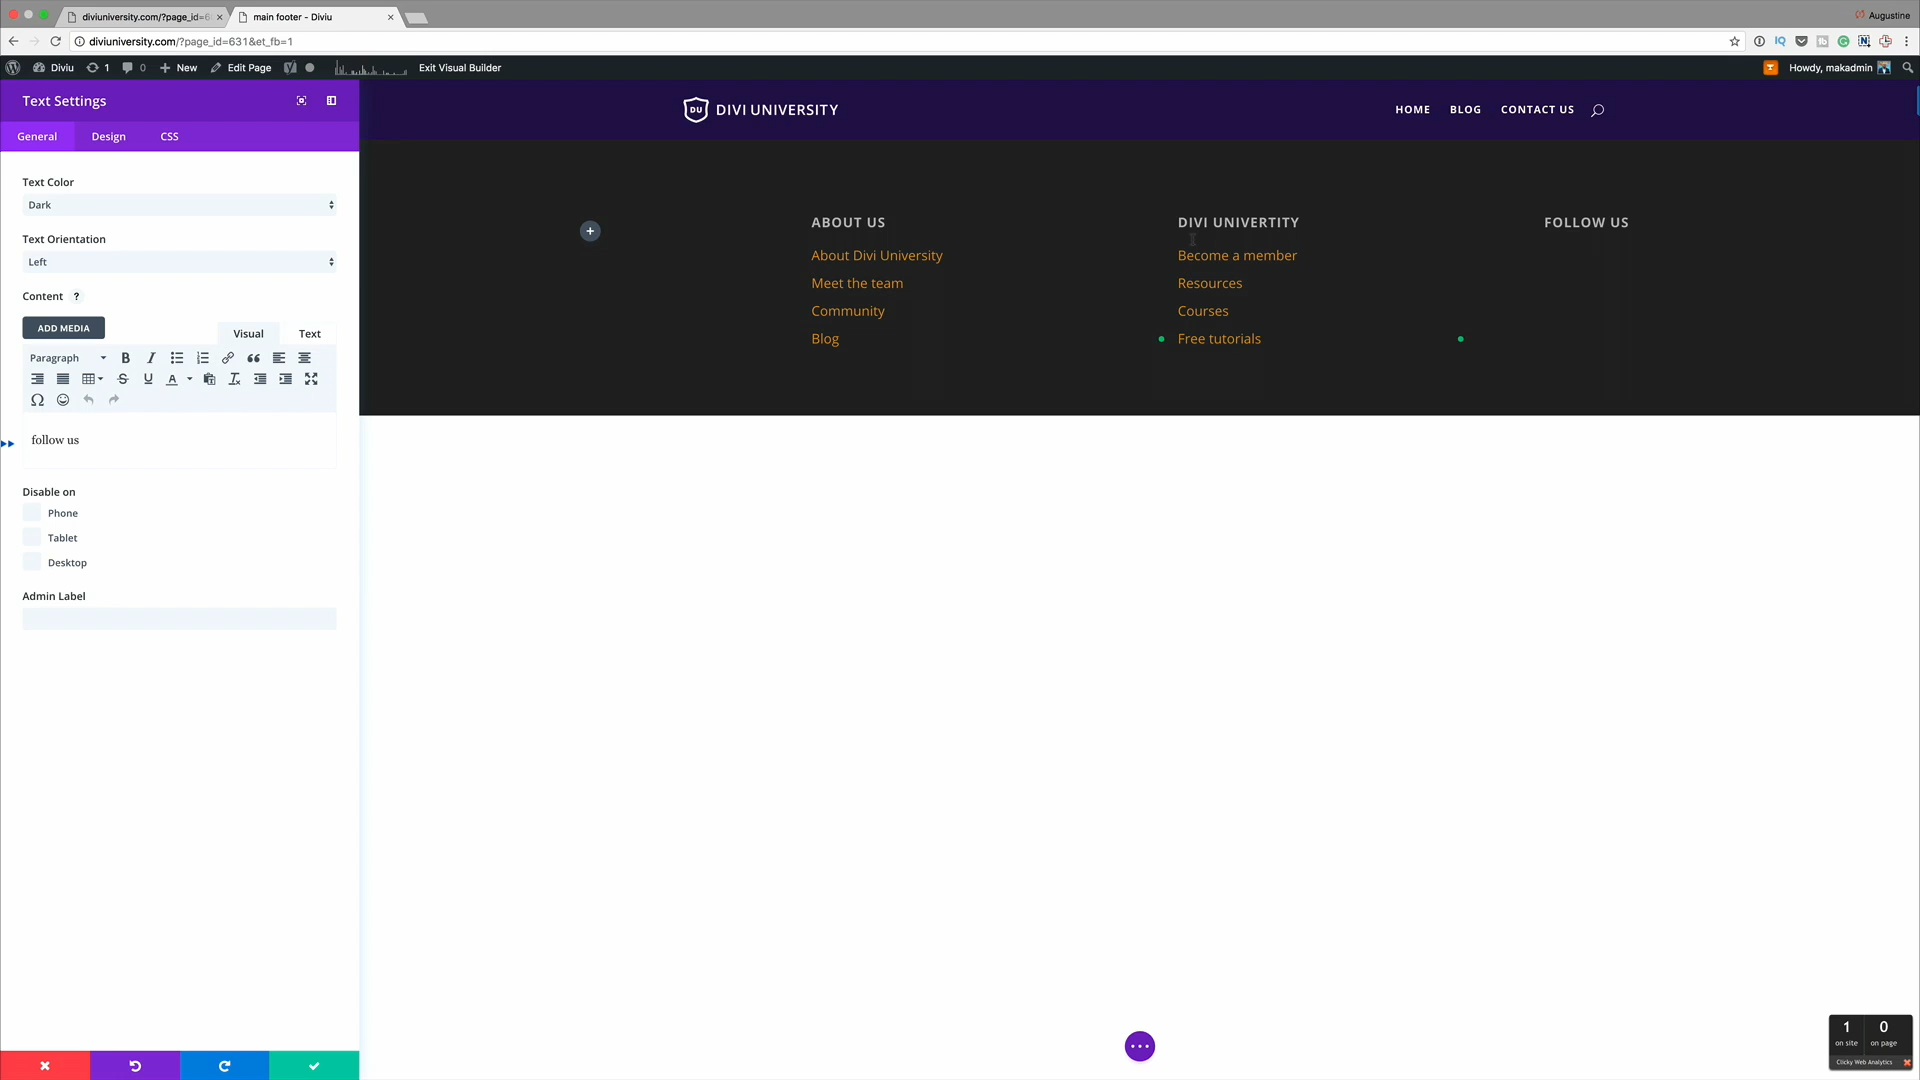 diviuniversity.com/?page_id=6
main footer - Diviu
Augustine
diviuniversity.com/?page_id=631&et_fb=1
Diviu
1
0
New
Edit Page
Exit Visual Builder
Howdy, makadmin
Text Settings
General
Design
CSS
Text Color
Dark
Text Orientation
Left
Content ?
ADD MEDIA
Visual
Text
Paragraph
follow us
Disable on
Phone
Tablet
Desktop
Admin Label
DU DIVI UNIVERSITY
HOME
BLOG
CONTACT US
ABOUT US
About Divi University
Meet the team
Community
Blog
DIVI UNIVERTITY
Become a member
Resources
Courses
Free tutorials
FOLLOW US
1 0
on site on page
Clicky Web Analytics